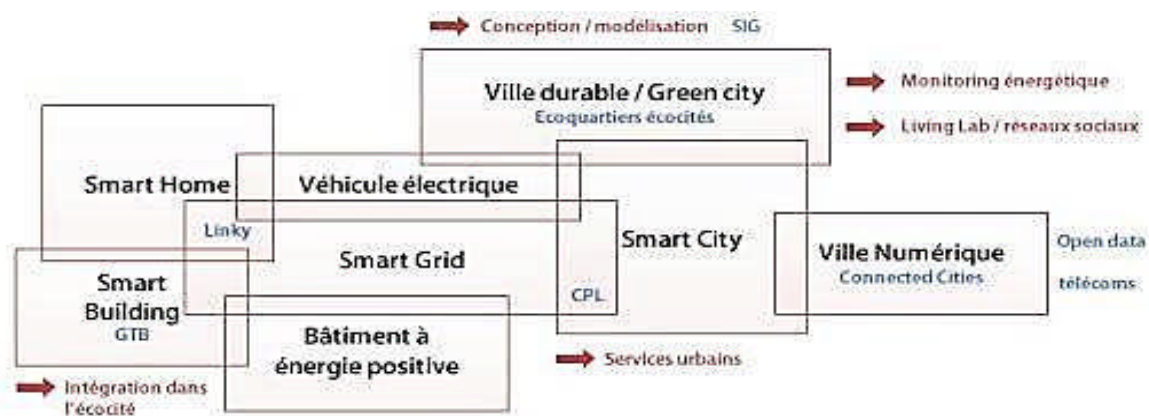 Conception / modélisation SIG
Ville durable / Green city
Ecoquartiers écocités
Monitoring énergétique
Living Lab / réseaux sociaux
Smart Home
Véhicule électrique
Linky
Smart Grid
Smart City
CPL
Ville Numérique
Connected Cities
Open data
télécoms
Smart
Building
GTB
Bâtiment à
énergie positive
Services urbains
Intégration dans
l'écocité